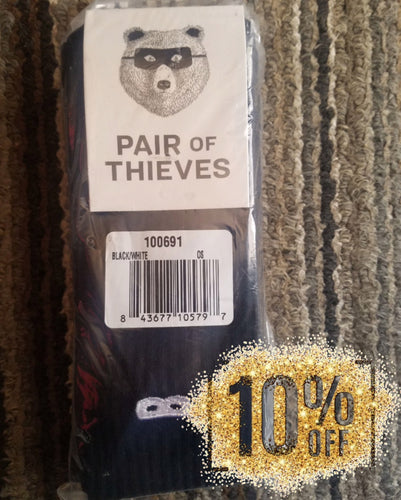 PAIR OF
THIEVES
100691
BLACK/WHITE OS
8 43677 10579 7
10%
OFF